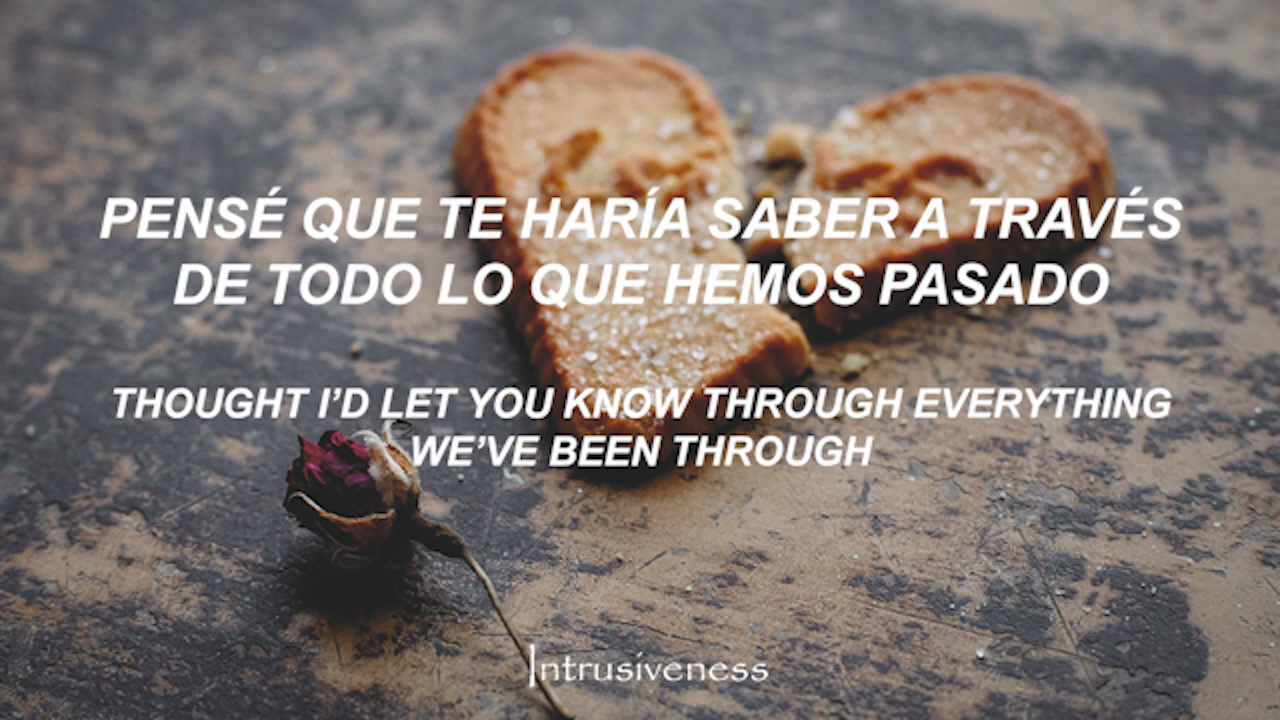 PENSÉ QUE TE HARÍA SABER A TRAVÉS
DE TODO LO QUE HEMOS PASADO
THOUGHT I'D LET YOU KNOW THROUGH EVERYTHING
WE'VE BEEN THROUGH
Intrusiveness